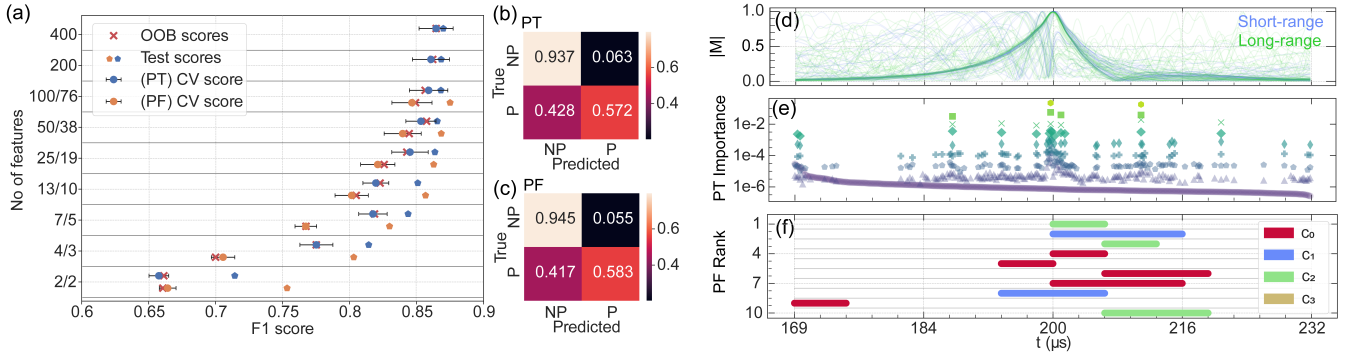 (a)
OOB scores
Test scores
(PT) CV score
(PF) CV score
No of features
400
200
100/76
50/38
25/19
13/10
7/5
4/3
2/2
0.6 0.65 0.7 0.75 0.8 0.85 0.9
F1 score
(b)
PT
True
NP
P
0.937 0.063
0.428 0.572
NP P
Predicted
0.6
0.4
(c)
PF
True
NP
P
0.945 0.055
0.417 0.583
NP P
Predicted
0.6
0.4
(d)
|M|
1.0
0.5
0.0
Short-range
Long-range
(e)
PT Importance
1e-2
1e-4
1e-6
(f)
PF Rank
1
4
7
10
C₀
C₁
C₂
C₃
169 184 200 216 232
t (μs)